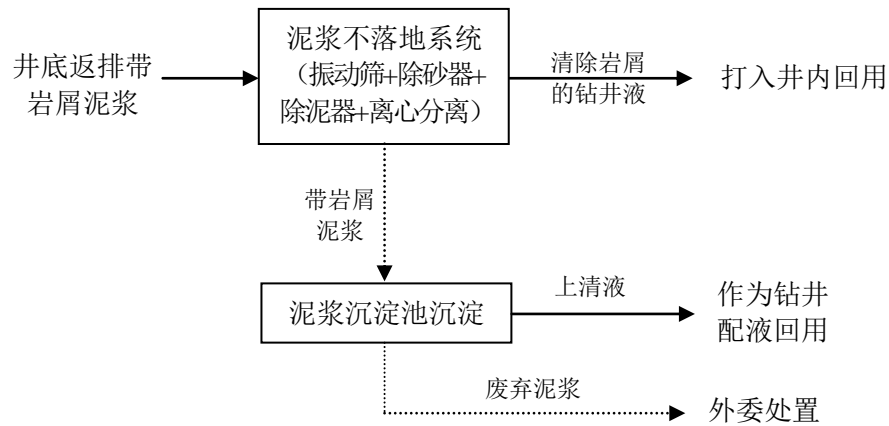 井底返排带
岩屑泥浆
泥浆不落地系统
（振动筛+除砂器+
除泥器+离心分离）
清除岩屑
的钻井液
打入井内回用
带岩屑
泥浆
泥浆沉淀池沉淀
上清液
作为钻井
配液回用
废弃泥浆
外委处置